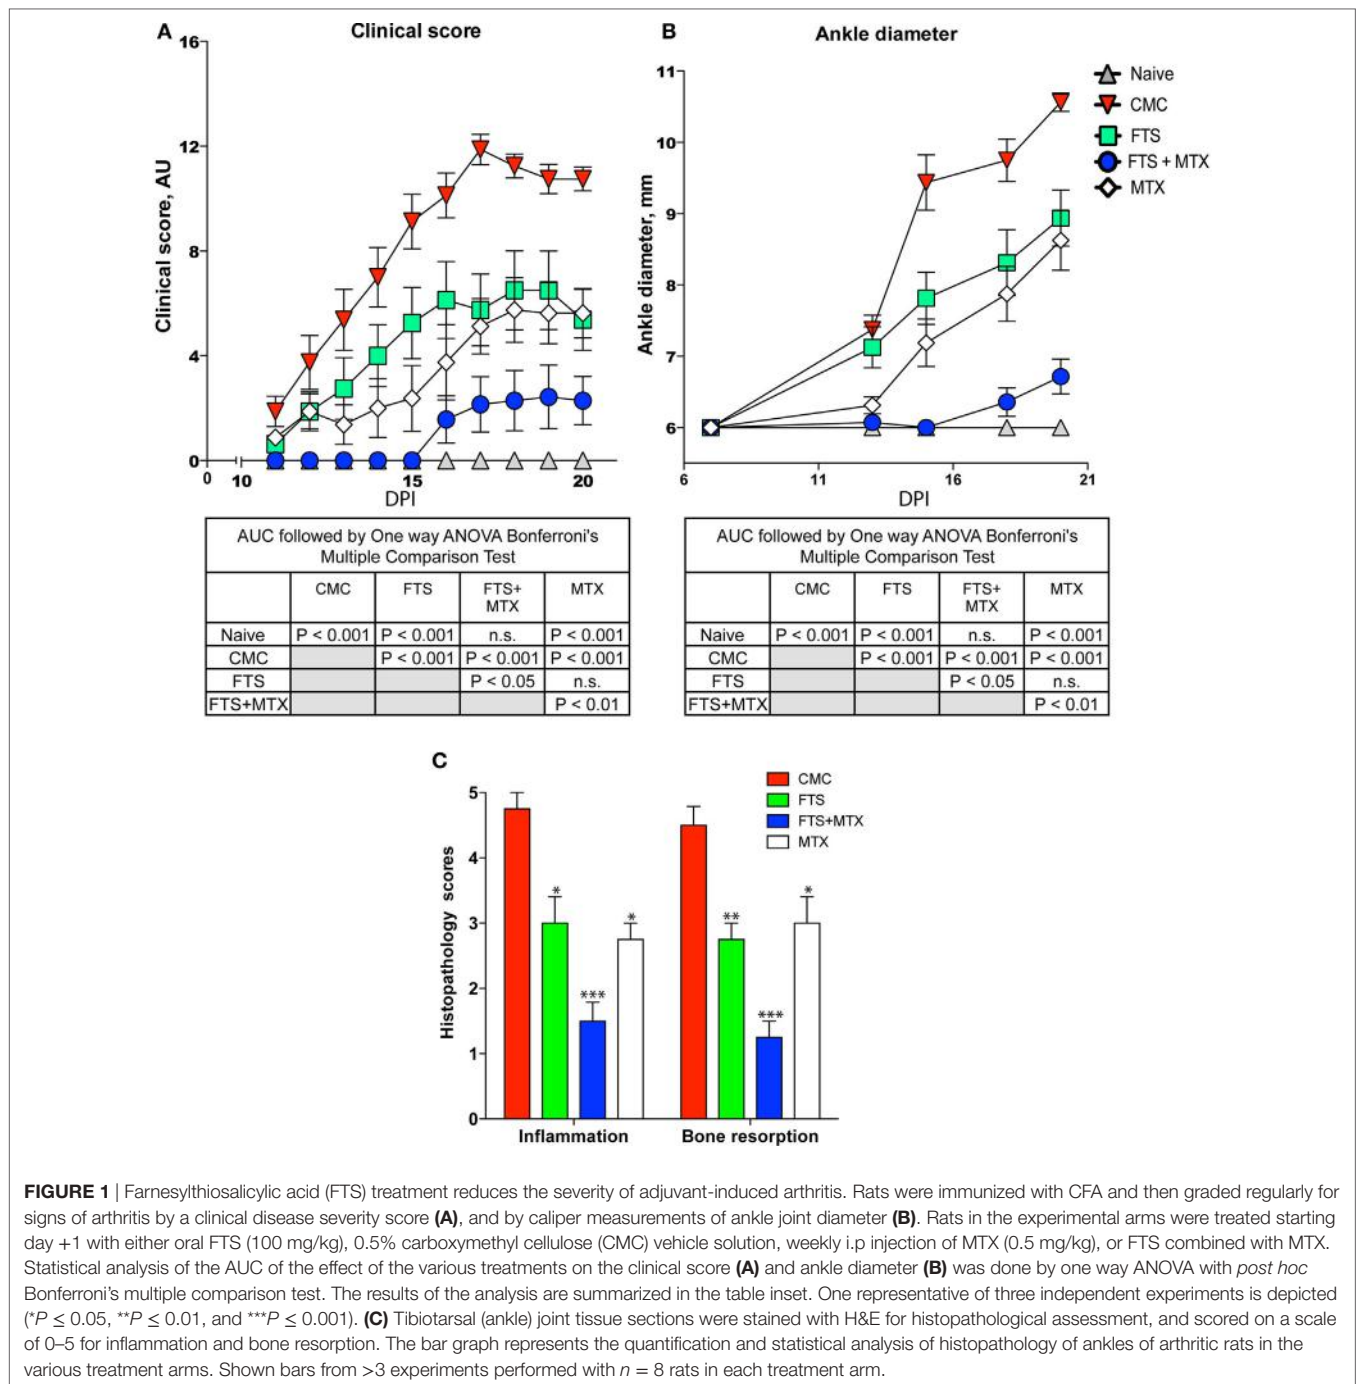 A
Clinical score
16
12
8
4
0
Clinical score, AU
0 10 15 20
DPI
B
Ankle diameter
11
10
9
8
7
6
Ankle diameter, mm
6 11 16 21
DPI
Naive
CMC
FTS
FTS + MTX
MTX
AUC followed by One way ANOVA Bonferroni's
Multiple Comparison Test
CMC FTS FTS+ MTX
MTX
Naive P < 0.001 P < 0.001 n.s. P < 0.001
CMC P < 0.001 P < 0.001 P < 0.001
FTS P < 0.05 n.s.
FTS+MTX P < 0.01
AUC followed by One way ANOVA Bonferroni's
Multiple Comparison Test
CMC FTS FTS+ MTX
MTX
Naive P < 0.001 P < 0.001 n.s. P < 0.001
CMC P < 0.001 P < 0.001 P < 0.001
FTS P < 0.05 n.s.
FTS+MTX P < 0.01
C
CMC
FTS
FTS+MTX
MTX
5
4
3
2
1
0
Histopathology scores
* *** * ** *** *
Inflammation Bone resorption
FIGURE 1 | Farnesylthiosalicylic acid (FTS) treatment reduces the severity of adjuvant-induced arthritis. Rats were immunized with CFA and then graded regularly for
signs of arthritis by a clinical disease severity score (A), and by caliper measurements of ankle joint diameter (B). Rats in the experimental arms were treated starting
day +1 with either oral FTS (100 mg/kg), 0.5% carboxymethyl cellulose (CMC) vehicle solution, weekly i.p injection of MTX (0.5 mg/kg), or FTS combined with MTX.
Statistical analysis of the AUC of the effect of the various treatments on the clinical score (A) and ankle diameter (B) was done by one way ANOVA with post hoc
Bonferroni’s multiple comparison test. The results of the analysis are summarized in the table inset. One representative of three independent experiments is depicted
(*P ≤ 0.05, **P ≤ 0.01, and ***P ≤ 0.001). (C) Tibiotarsal (ankle) joint tissue sections were stained with H&E for histopathological assessment, and scored on a scale
of 0–5 for inflammation and bone resorption. The bar graph represents the quantification and statistical analysis of histopathology of ankles of arthritic rats in the
various treatment arms. Shown bars from >3 experiments performed with n = 8 rats in each treatment arm.